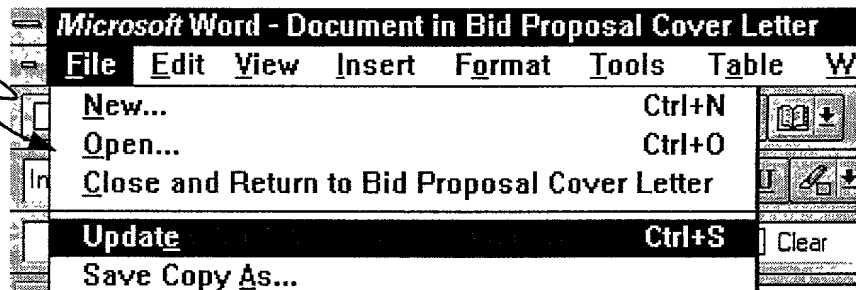 Microsoft Word - Document in Bid Proposal Cover Letter
File Edit View Insert Format Tools Table W
New... Ctrl+N
Open... Ctrl+O
In
Close and Return to Bid Proposal Cover Letter U
Update Ctrl+S Clear
Save Copy As...